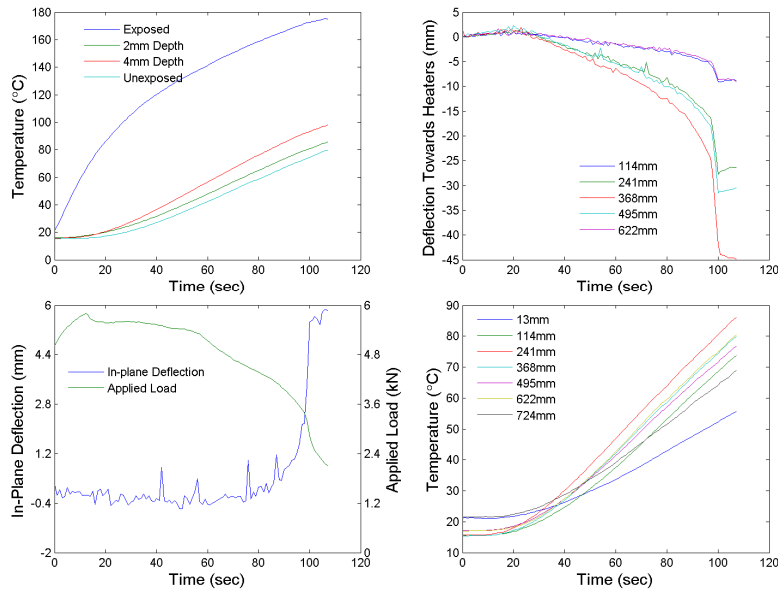 180
160
140
120
100
80
60
40
20
0
Temperature (°C)
Exposed
2mm Depth
4mm Depth
Unexposed
0 20 40 60 80 100 120
Time (sec)
5
0
-5
-10
-15
-20
-25
-30
-35
-40
-45
Deflection Towards Heaters (mm)
114mm
241mm
368mm
495mm
622mm
0 20 40 60 80 100 120
Time (sec)
6
4.4
2.8
1.2
-0.4
-2
In-Plane Deflection (mm)
In-plane Deflection
Applied Load
6
4.8
3.6
2.4
1.2
0
Applied Load (kN)
0 20 40 60 80 100 120
Time (sec)
90
80
70
60
50
40
30
20
10
Temperature (°C)
13mm
114mm
241mm
368mm
495mm
622mm
724mm
0 20 40 60 80 100 120
Time (sec)